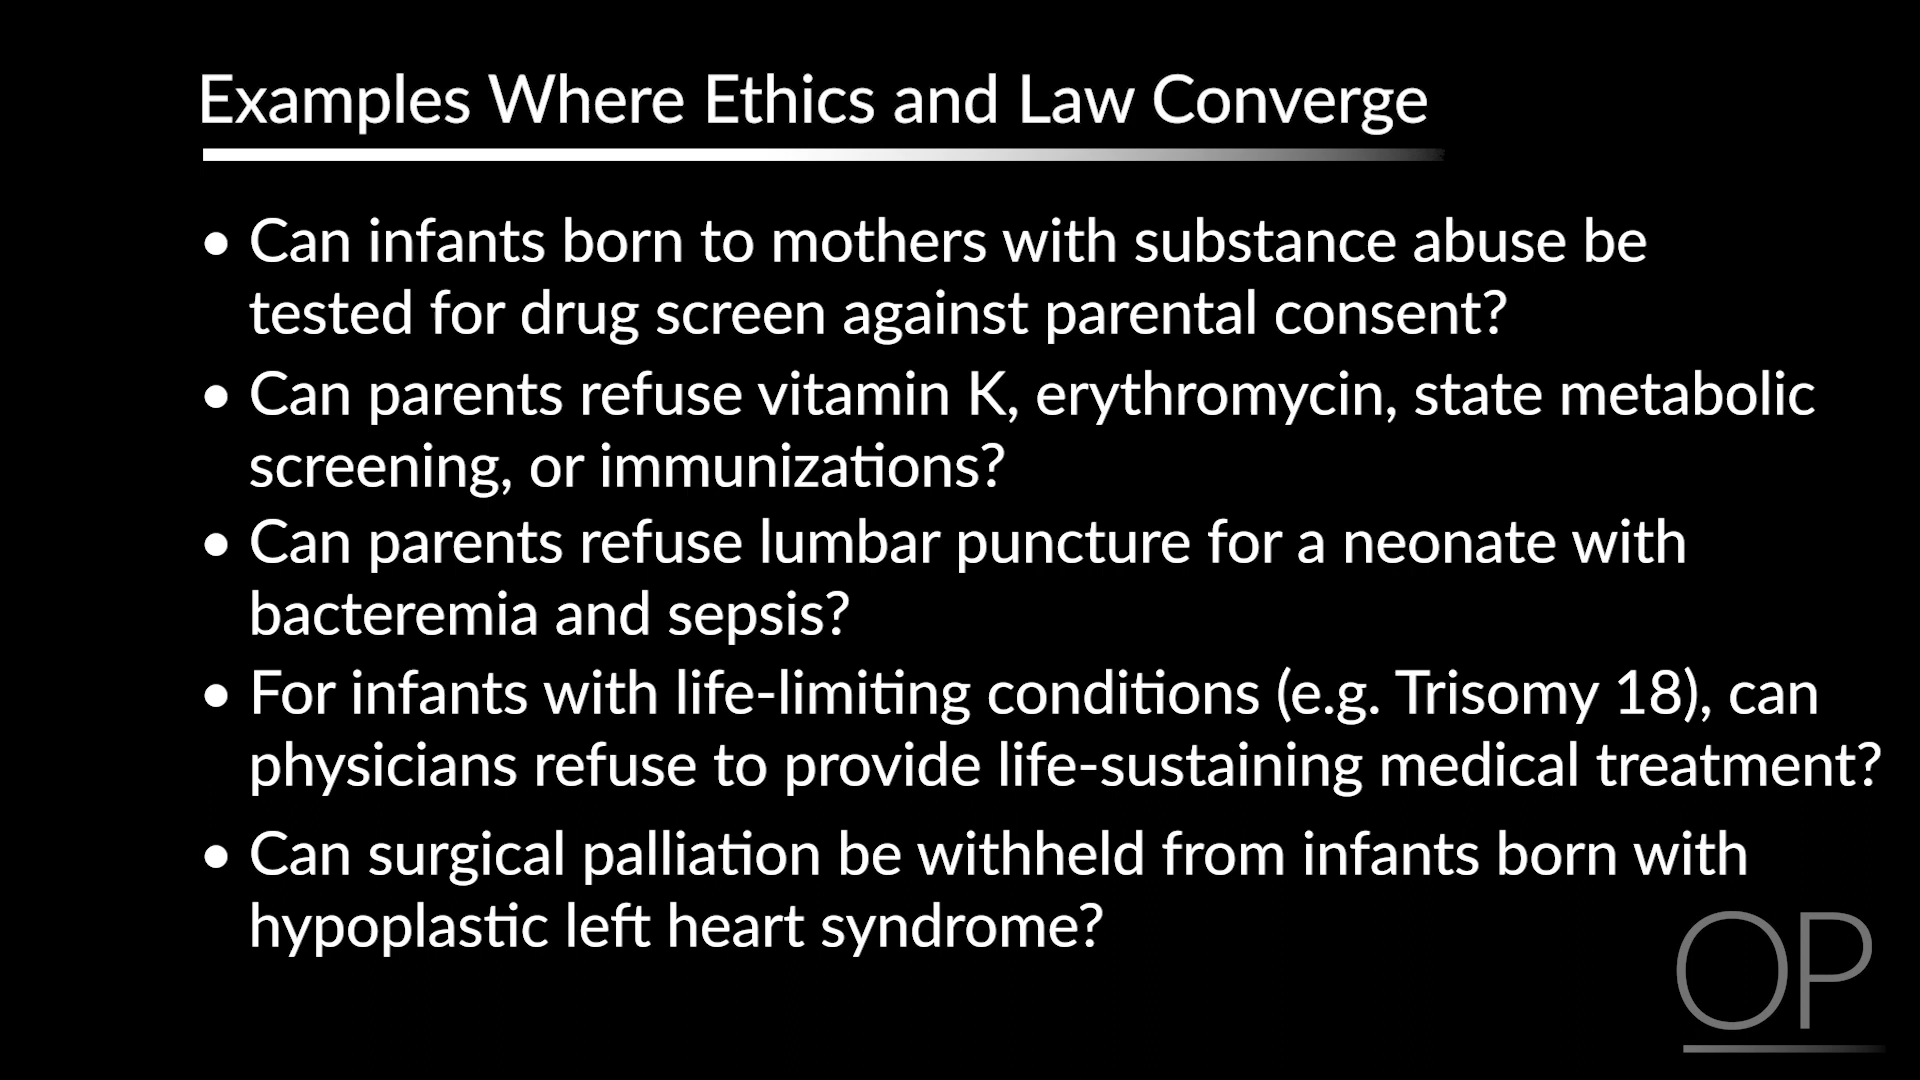 Examples Where Ethics and Law Converge
• Can infants born to mothers with substance abuse be
tested for drug screen against parental consent?
• Can parents refuse vitamin K, erythromycin, state metabolic
screening, or immunizations?
• Can parents refuse lumbar puncture for a neonate with
bacteremia and sepsis?
• For infants with life-limiting conditions (e.g. Trisomy 18), can
physicians refuse to provide life-sustaining medical treatment?
• Can surgical palliation be withheld from infants born with
hypoplastic left heart syndrome?
OP